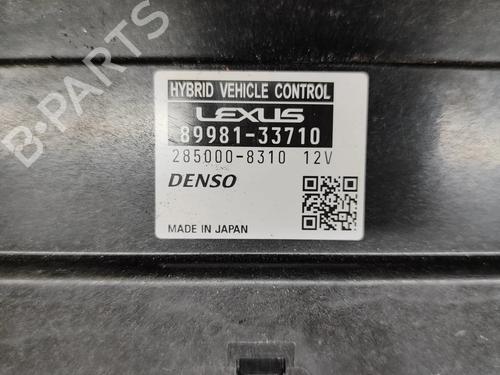 B-PARTS
HYBRID VEHICLE CONTROL
LEXUS
89981-33710
285000-8310 12V
DENSO
MADE IN JAPAN